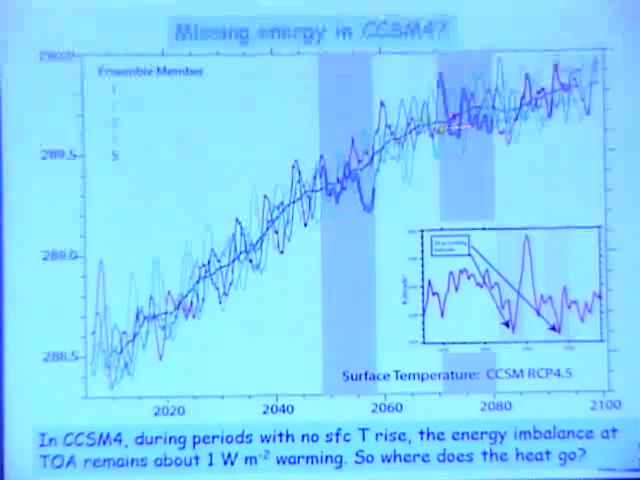 Missing energy in CCSM4?
290.0
Ensemble Member
1
5
289.5
289.0
288.5
Surface Temperature: CCSM RCP4.5
2020 2040 2060 2080 2100
In CCSM4, during periods with no sfc T rise, the energy imbalance at
TOA remains about 1 W m⁻² warming. So where does the heat go?